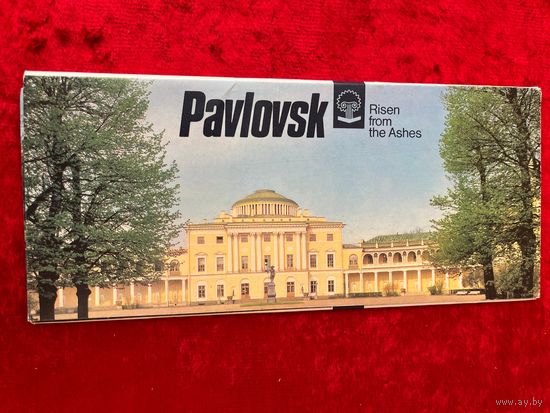 Pavlovsk
Risen
from
the Ashes
www.ay.by